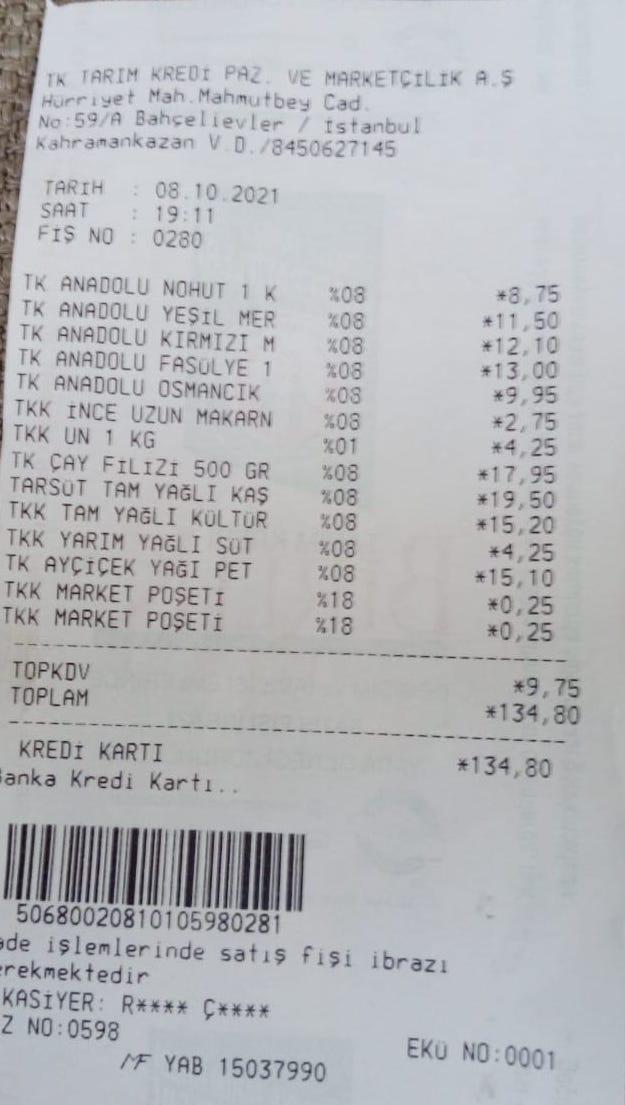 TK TARIM KREDİ PAZ. VE MARKETÇİLİK A.Ş
Hürriyet Mah.Mahmutbey Cad.
No:59/A Bahçelievler / İstanbul
Kahramankazan V.D./8450627145
TARİH : 08.10.2021
SAAT : 19:11
FİŞ NO : 0280
TK ANADOLU NOHUT 1 K %08 *8,75
TK ANADOLU YEŞİL MER %08 *11,50
TK ANADOLU KIRMIZI M %08 *12,10
TK ANADOLU FASÜLYE 1 %08 *13,00
TK ANADOLU OSMANCIK %08 *9,95
TKK İNCE UZUN MAKARN %08 *2,75
TKK UN 1 KG %01 *4,25
TK ÇAY FİLİZİ 500 GR %08 *17,95
TARSÜT TAM YAĞLI KAŞ %08 *19,50
TKK TAM YAĞLI KÜLTÜR %08 *15,20
TKK YARIM YAĞLI SÜT %08 *4,25
TK AYÇİÇEK YAĞI PET %08 *15,10
TKK MARKET POŞETİ %18 *0,25
TKK MARKET POŞETİ %18 *0,25
TOPKDV *9,75
TOPLAM *134,80
KREDİ KARTI *134,80
Banka Kredi Kartı..
50680020810105980281
ade işlemlerinde satış fişi ibrazı
erekmektedir
KASİYER: R**** Ç****
Z NO:0598
EKÜ NO:0001
MF YAB 15037990